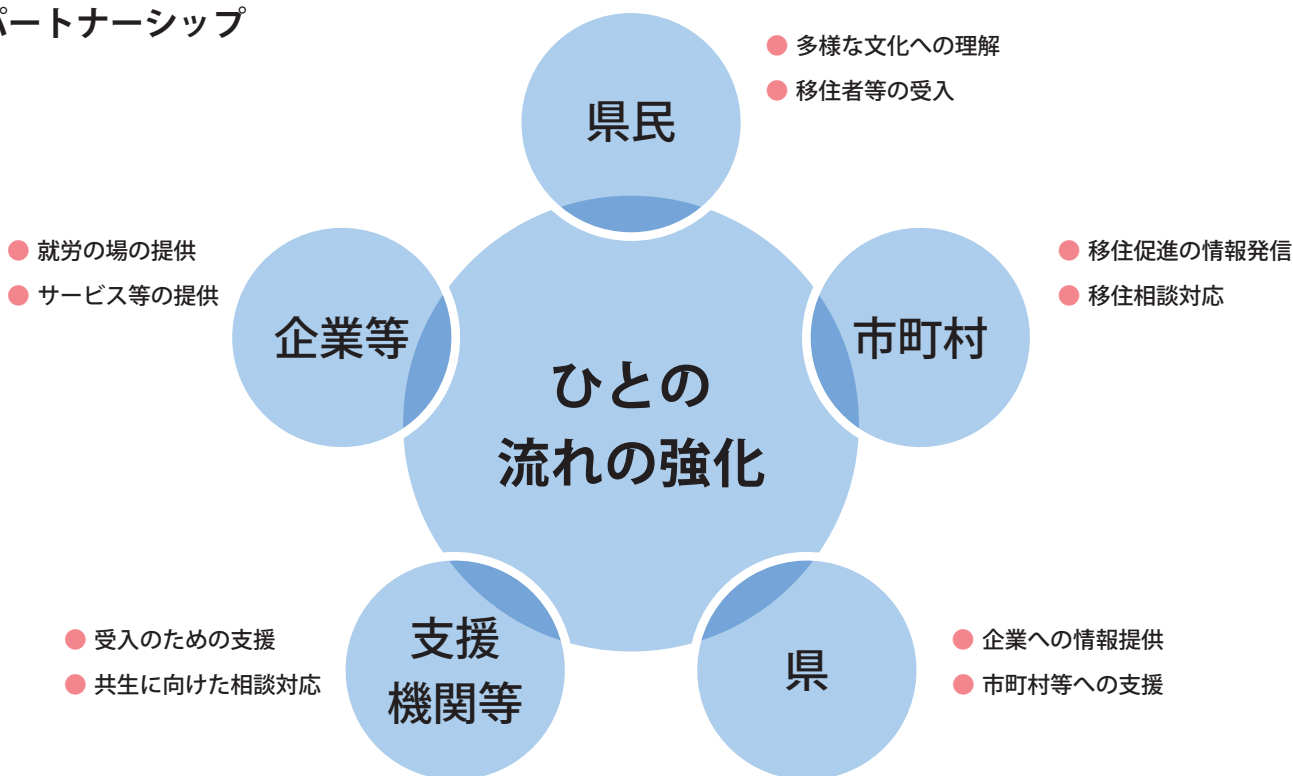 パートナーシップ
県民
多様な文化への理解
移住者等の受入
市町村
移住促進の情報発信
移住相談対応
県
企業への情報提供
市町村等への支援
支援
機関等
受入のための支援
共生に向けた相談対応
企業等
就労の場の提供
サービス等の提供
ひとの
流れの強化